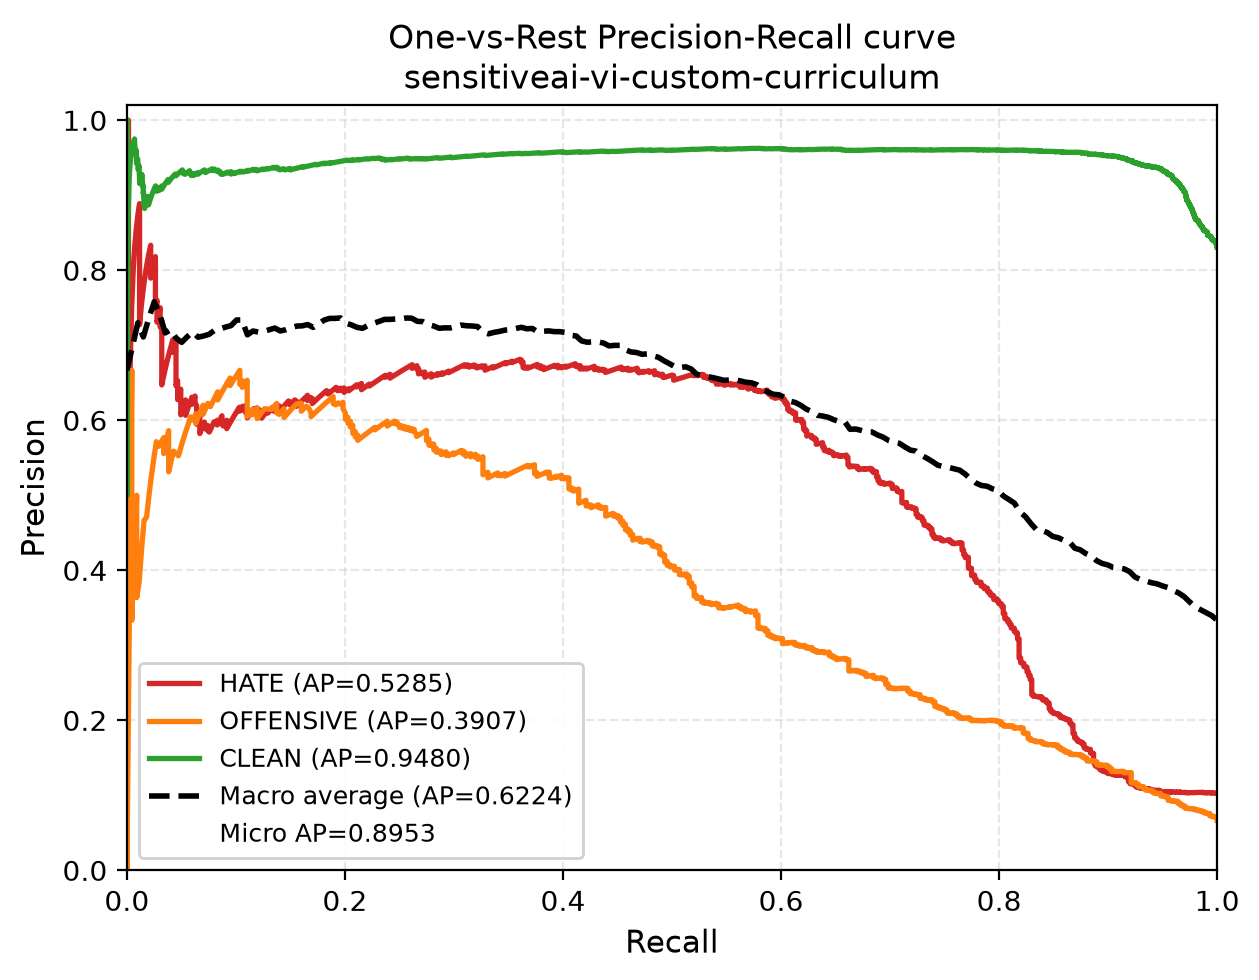 One-vs-Rest Precision-Recall curve
sensitiveai-vi-custom-curriculum
Precision
1.0
0.8
0.6
0.4
0.2
0.0
HATE (AP=0.5285)
OFFENSIVE (AP=0.3907)
CLEAN (AP=0.9480)
Macro average (AP=0.6224)
Micro AP=0.8953
0.0 0.2 0.4 0.6 0.8 1.0
Recall